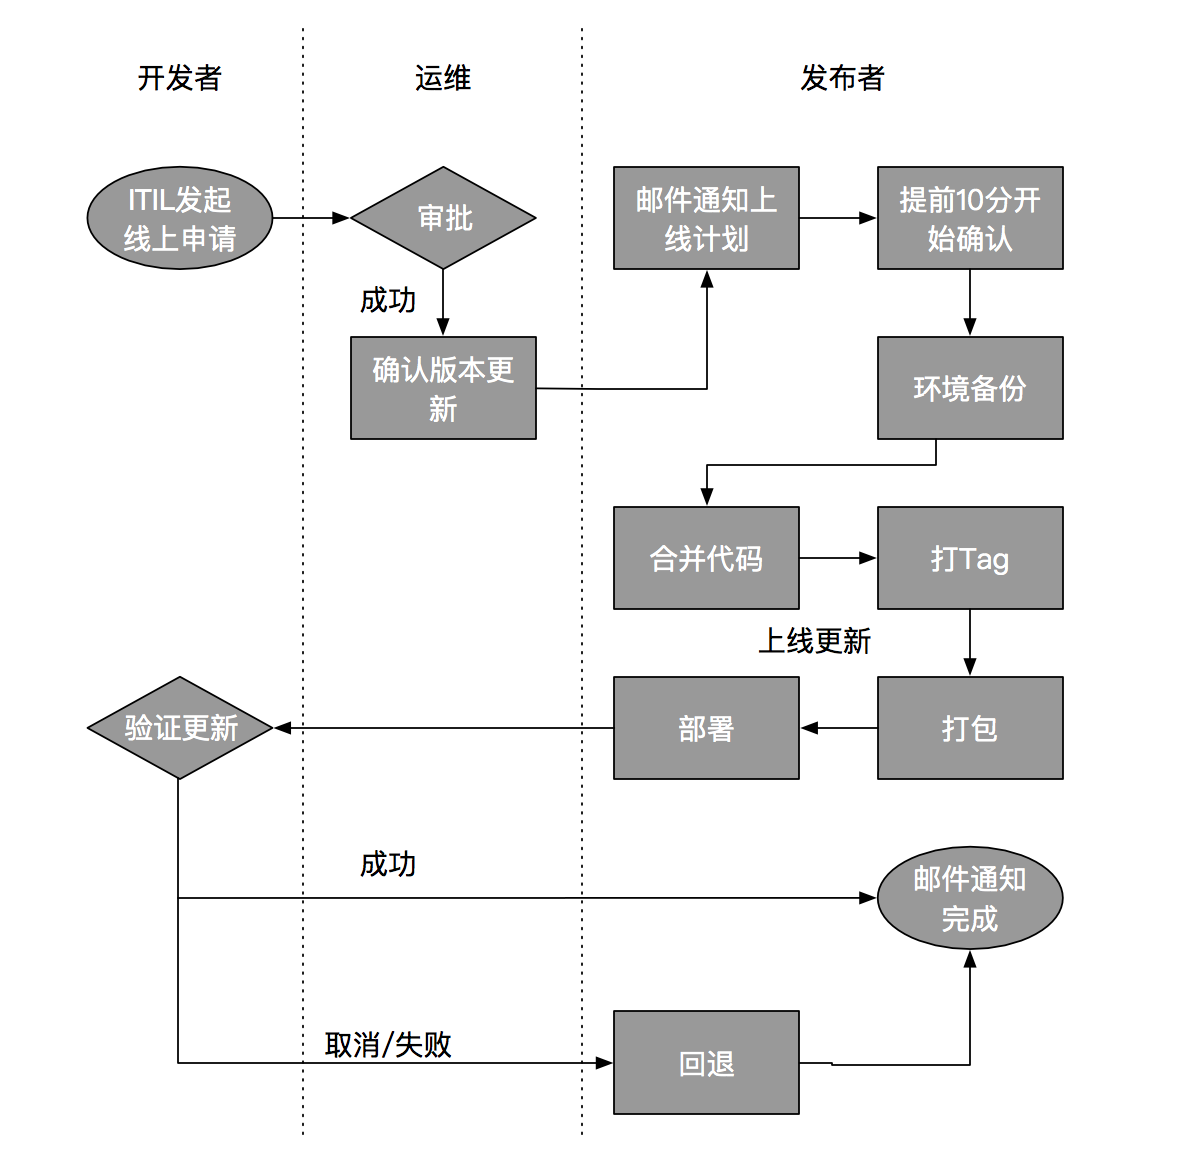 开发者
运维
发布者
ITIL发起
线上申请
审批
邮件通知上
线计划
提前10分开
始确认
成功
确认版本更
新
环境备份
合并代码
打Tag
上线更新
验证更新
部署
打包
成功
邮件通知
完成
取消/失败
回退